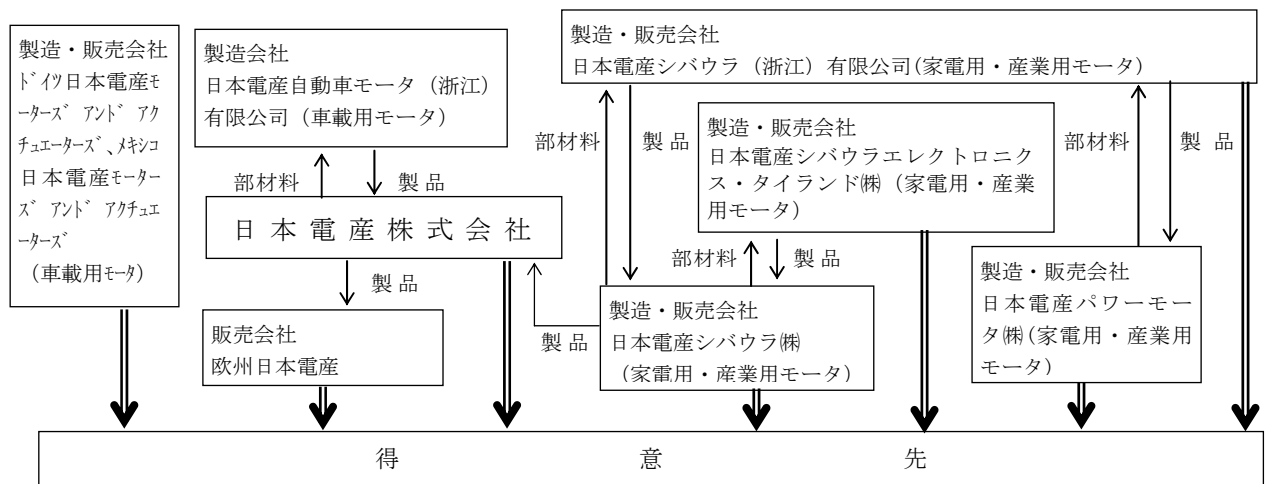 製造・販売会社
ﾄﾞｲﾂ日本電産ﾓ
ｰﾀｰｽﾞ ｱﾝﾄﾞ ｱｸ
ﾁｭｴｰﾀｰｽﾞ、ﾒｷｼｺ
日本電産ﾓｰﾀｰ
ｽﾞ ｱﾝﾄﾞ ｱｸﾁｭｴ
ｰﾀｰｽﾞ
（車載用ﾓｰﾀ）
製造会社
日本電産自動車モータ（浙江）
有限公司（車載用モータ）
部材料
製品
日本電産株式会社
製品
販売会社
欧州日本電産
製造・販売会社
日本電産シバウラ（浙江）有限公司(家電用・産業用モータ）
部材料
製品
製造・販売会社
日本電産シバウラエレクトロニク
ス・タイランド㈱（家電用・産業
用モータ）
部材料
製品
部材料
製品
製品
製造・販売会社
日本電産シバウラ㈱
（家電用・産業用モータ）
製造・販売会社
日本電産パワーモー
タ㈱(家電用・産業用
モータ）
得意先